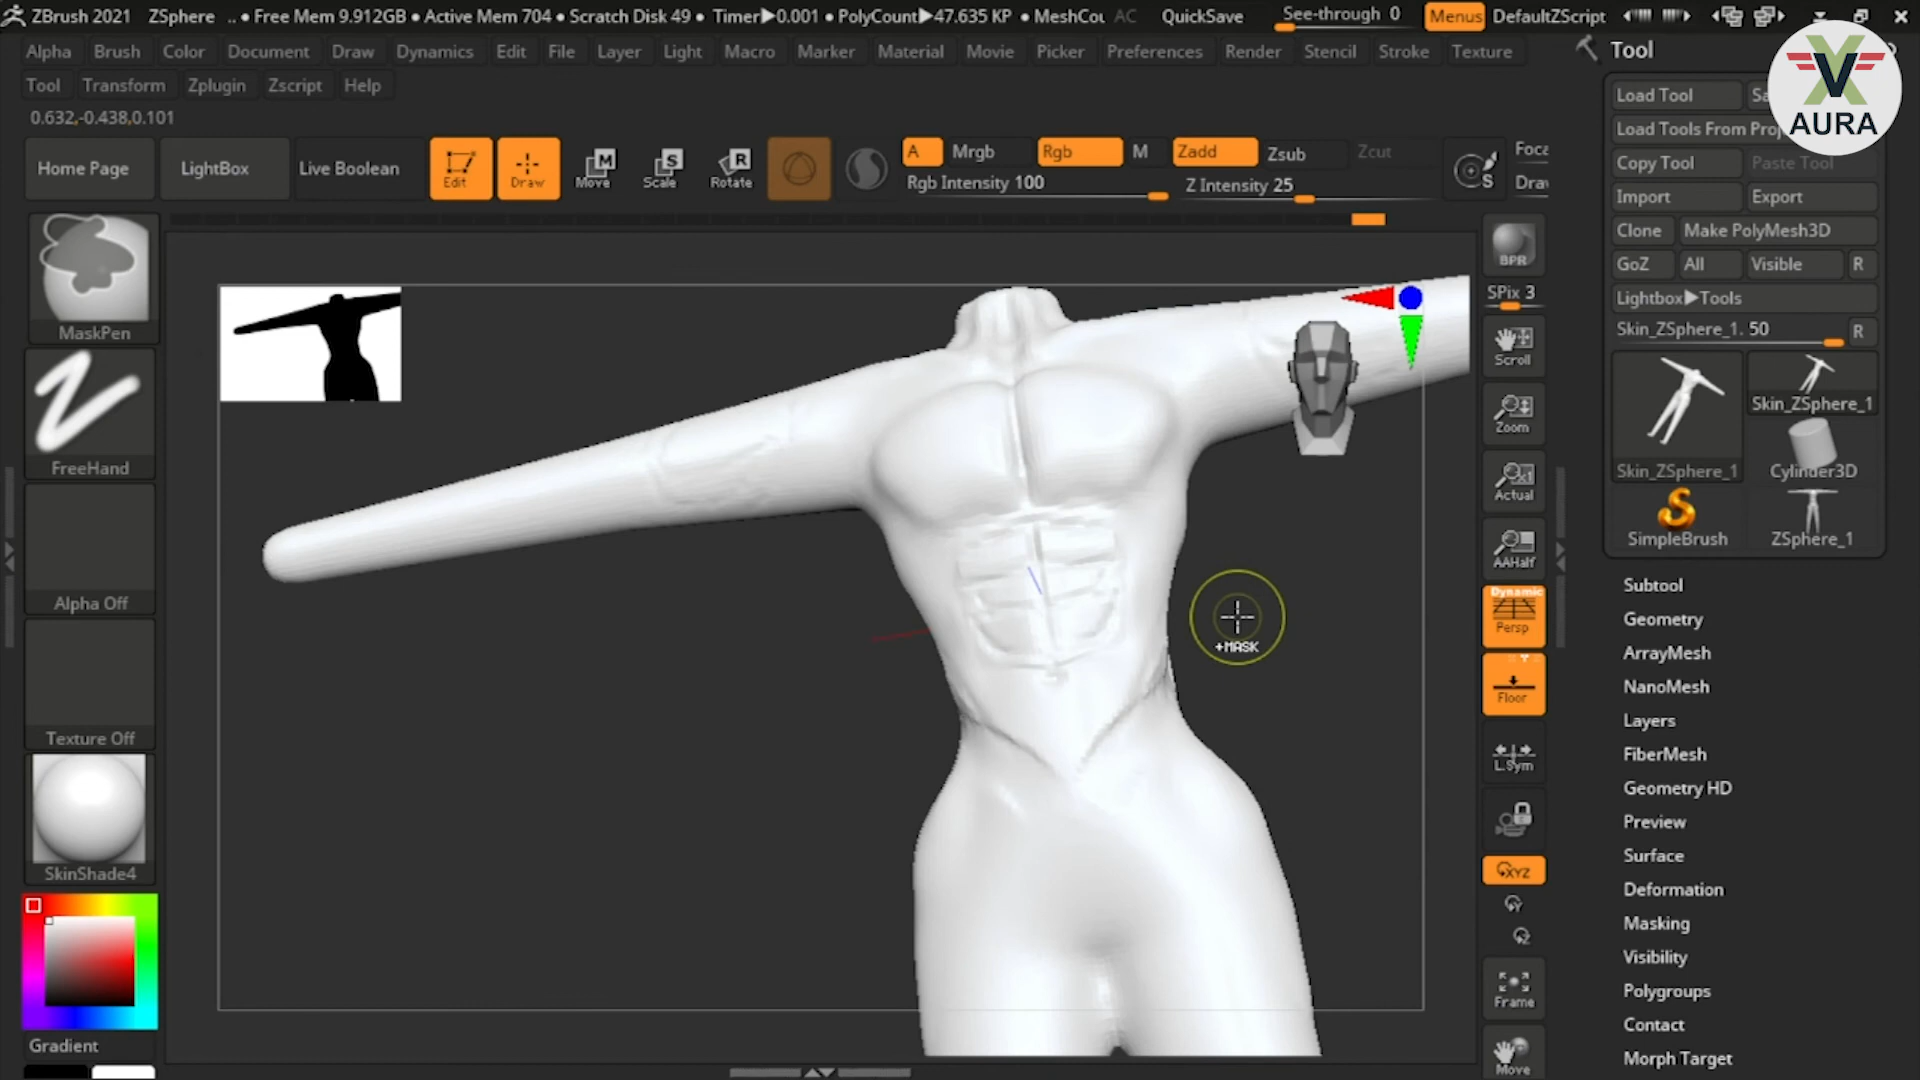 ZBrush 2021 ZSphere .. • Free Mem 9.912GB • Active Mem 704 • Scratch Disk 49 • Timer▶0.001 • PolyCount▶47.635 KP • MeshCou AC QuickSave See-through 0 Menus DefaultZScript
Alpha Brush Color Document Draw Dynamics Edit File Layer Light Macro Marker Material Movie Picker Preferences Render Stencil Stroke Texture
Tool Transform Zplugin Zscript Help
0.632,-0.438,0.101
Home Page LightBox Live Boolean Edit Draw Move Scale Rotate
M S R
A Mrgb Rgb M Zadd Zsub Zcut Foca
Rgb Intensity 100 Z Intensity 25 S Drav
MaskPen
FreeHand
Alpha Off
Texture Off
SkinShade4
Gradient
+MASK
BPR
SPix 3
Scroll
Zoom
Actual
AAHalf
Dynamic
Persp
Floor
L.Sym
XYZ
Y
Z
Frame
Move
Tool
AURA
Load Tool Sa
Load Tools From Proj
Copy Tool Paste Tool
Import Export
Clone Make PolyMesh3D
GoZ All Visible R
Lightbox▶Tools
Skin_ZSphere_1. 50 R
Skin_ZSphere_1
Skin_ZSphere_1 Cylinder3D
SimpleBrush ZSphere_1
Subtool
Geometry
ArrayMesh
NanoMesh
Layers
FiberMesh
Geometry HD
Preview
Surface
Deformation
Masking
Visibility
Polygroups
Contact
Morph Target